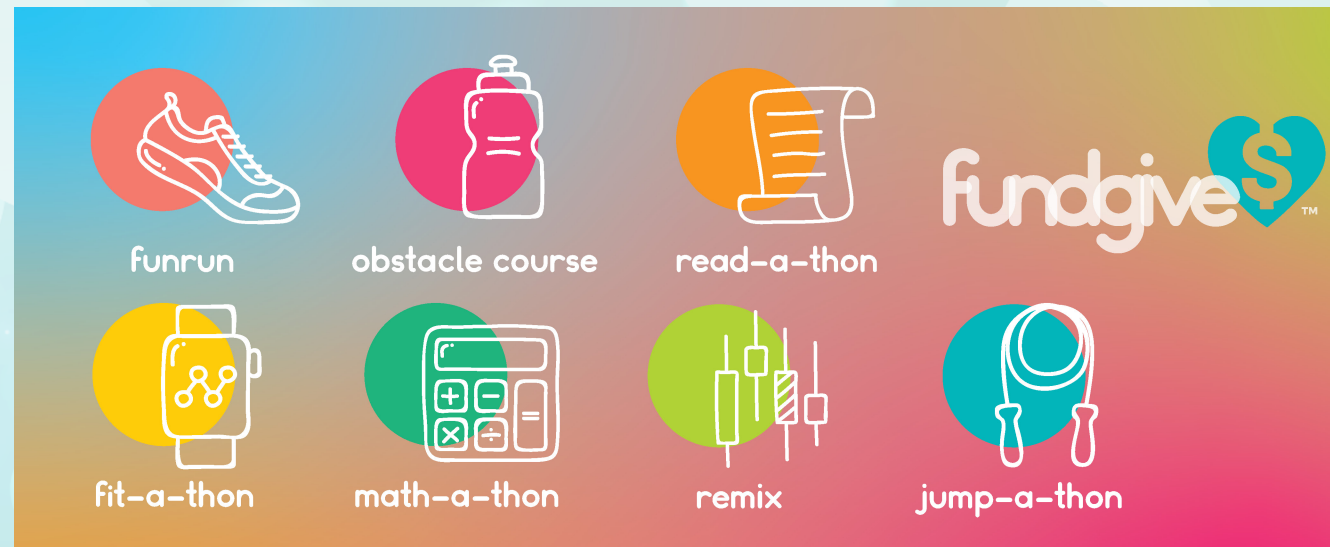 funrun
obstacle course
read-a-thon
fundgive$™
fit-a-thon
math-a-thon
remix
jump-a-thon